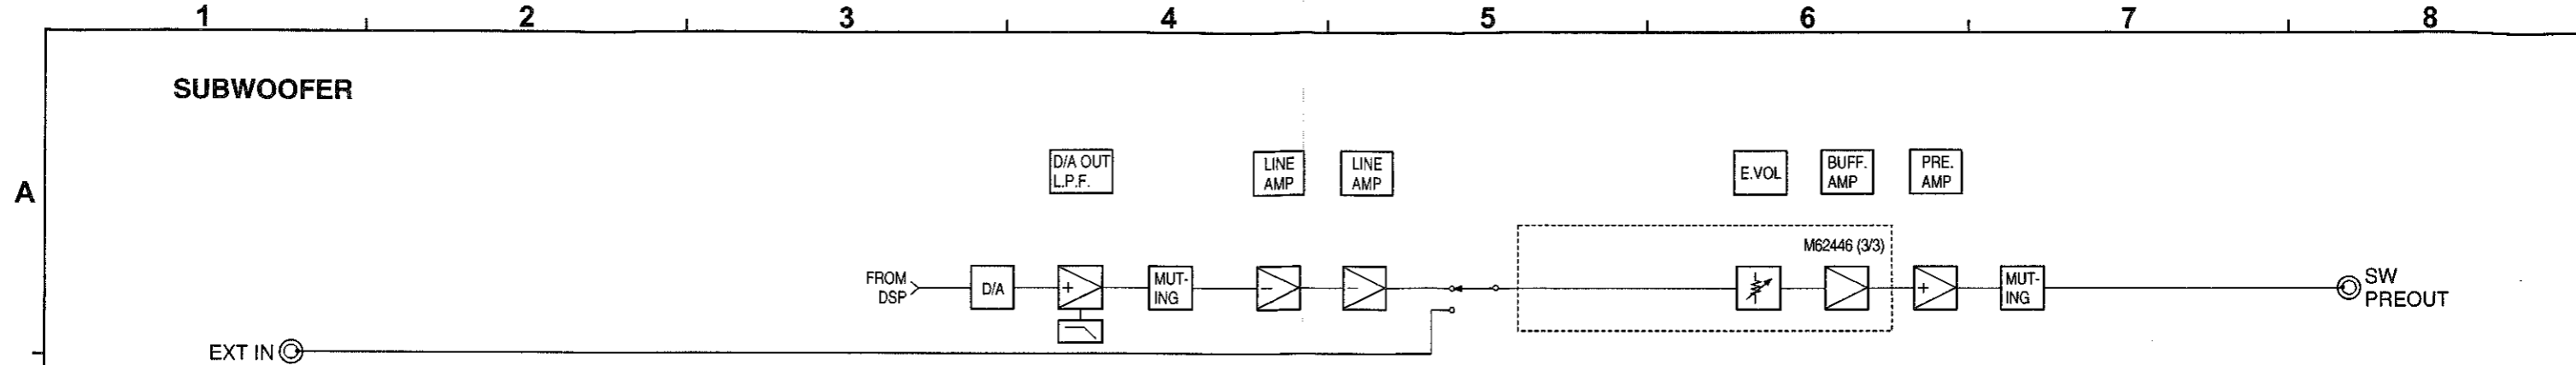 1 2 3 4 5 6 7 8
SUBWOOFER
A
D/A OUT
L.P.F.
LINE
AMP
LINE
AMP
E.VOL
BUFF.
AMP
PRE.
AMP
M62446 (3/3)
FROM
DSP
D/A
+
MUT-
ING
−
−
+
MUT-
ING
SW
PREOUT
EXT IN